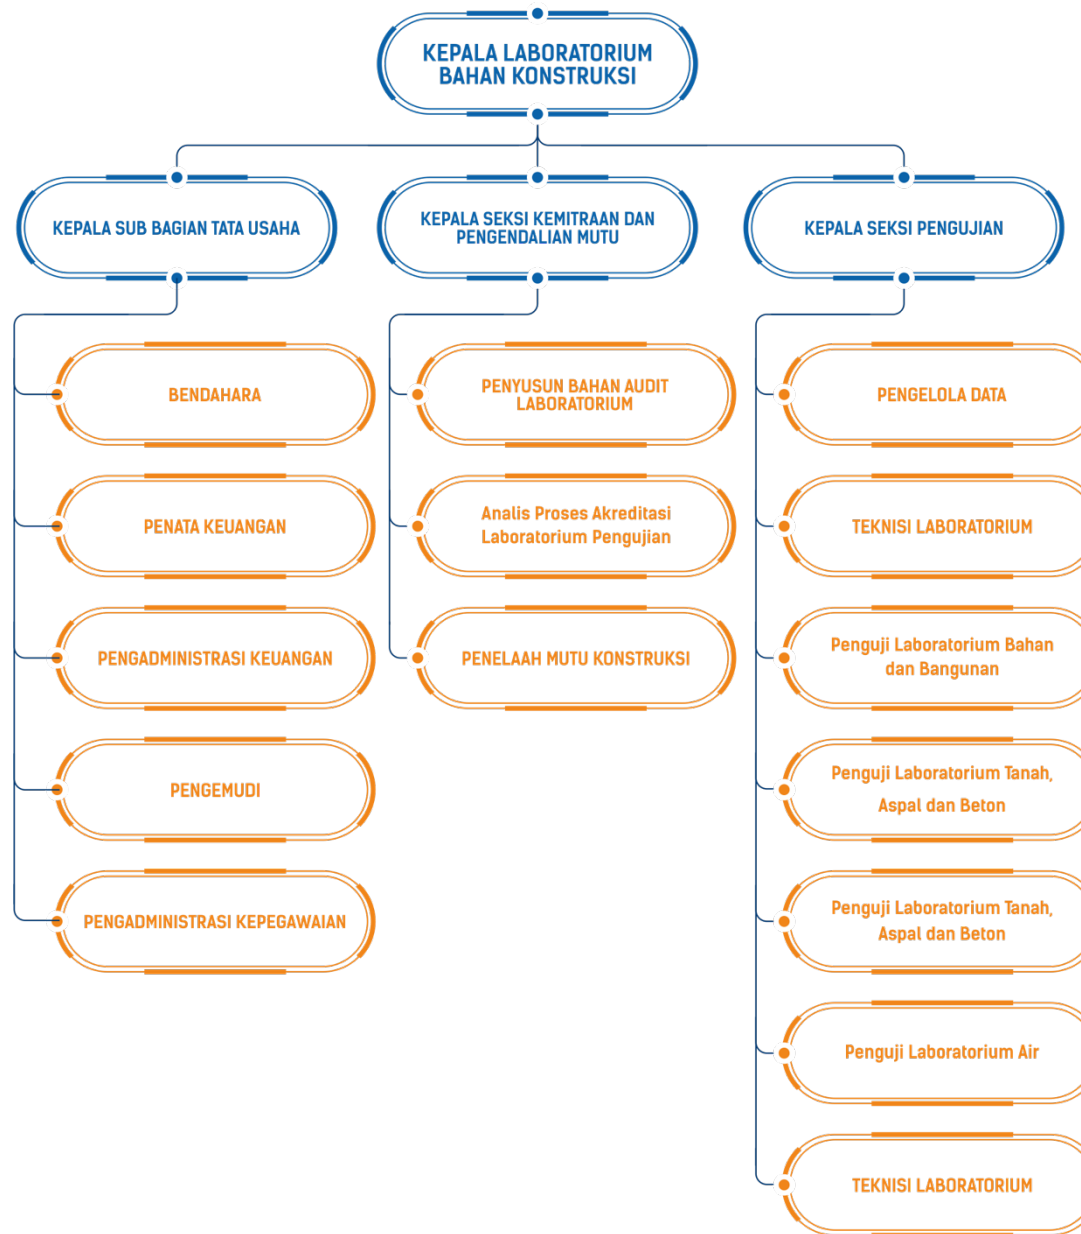 KEPALA LABORATORIUM
BAHAN KONSTRUKSI
KEPALA SUB BAGIAN TATA USAHA
KEPALA SEKSI KEMITRAAN DAN
PENGENDALIAN MUTU
KEPALA SEKSI PENGUJIAN
BENDAHARA
PENATA KEUANGAN
PENGADMINISTRASI KEUANGAN
PENGEMUDI
PENGADMINISTRASI KEPEGAWAIAN
PENYUSUN BAHAN AUDIT
LABORATORIUM
Analis Proses Akreditasi
Laboratorium Pengujian
PENELAAH MUTU KONSTRUKSI
PENGELOLA DATA
TEKNISI LABORATORIUM
Penguji Laboratorium Bahan
dan Bangunan
Penguji Laboratorium Tanah,
Aspal dan Beton
Penguji Laboratorium Tanah,
Aspal dan Beton
Penguji Laboratorium Air
TEKNISI LABORATORIUM